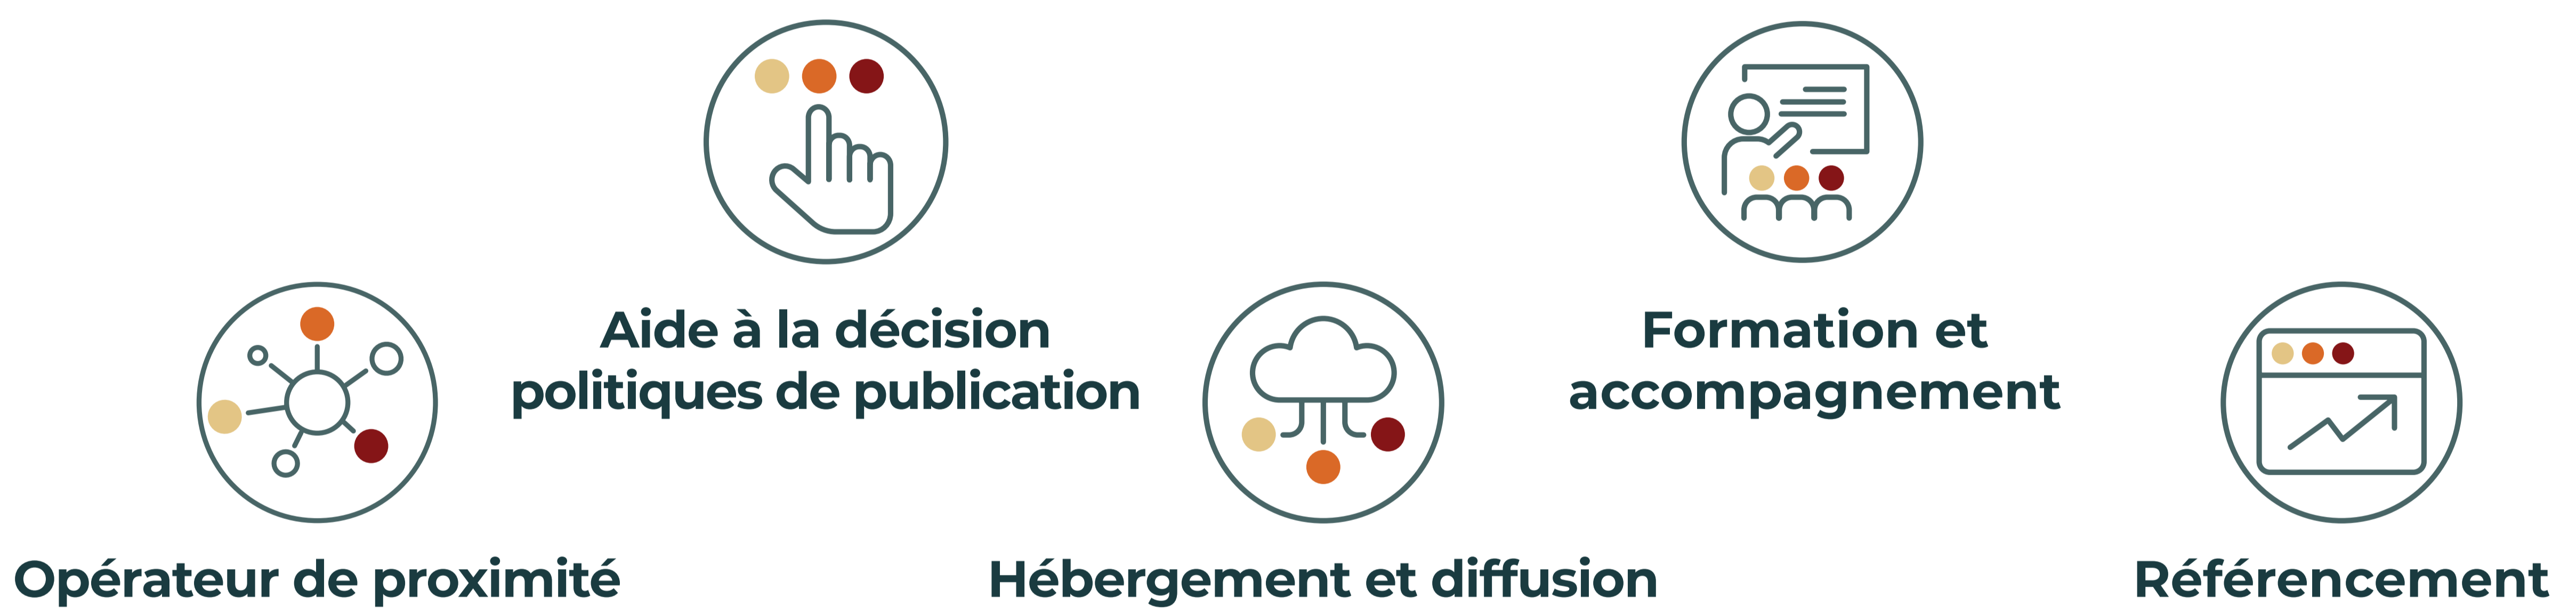 Opérateur de proximité
Aide à la décision
politiques de publication
Hébergement et diffusion
Formation et
accompagnement
Référencement